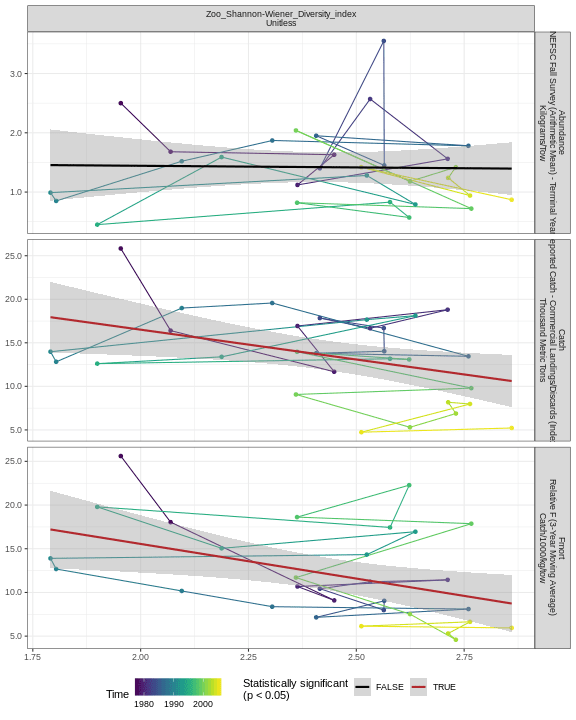 Zoo_Shannon-Wiener_Diversity_index
Unitless
3.0
2.0
1.0
Abundance
NEFSC Fall Survey (Arithmetic Mean) - Terminal Year
Kilograms/tow
25.0
20.0
15.0
10.0
5.0
Catch
eported Catch - Commercial Landings/Discards (Inde
Thousand Metric Tons
25.0
20.0
15.0
10.0
5.0
Fmort
Relative F (3-Year Moving Average)
Catch/1000/kg/tow
1.75
2.00
2.25
2.50
2.75
Time
1980 1990 2000
Statistically significant
(p < 0.05)
FALSE
TRUE